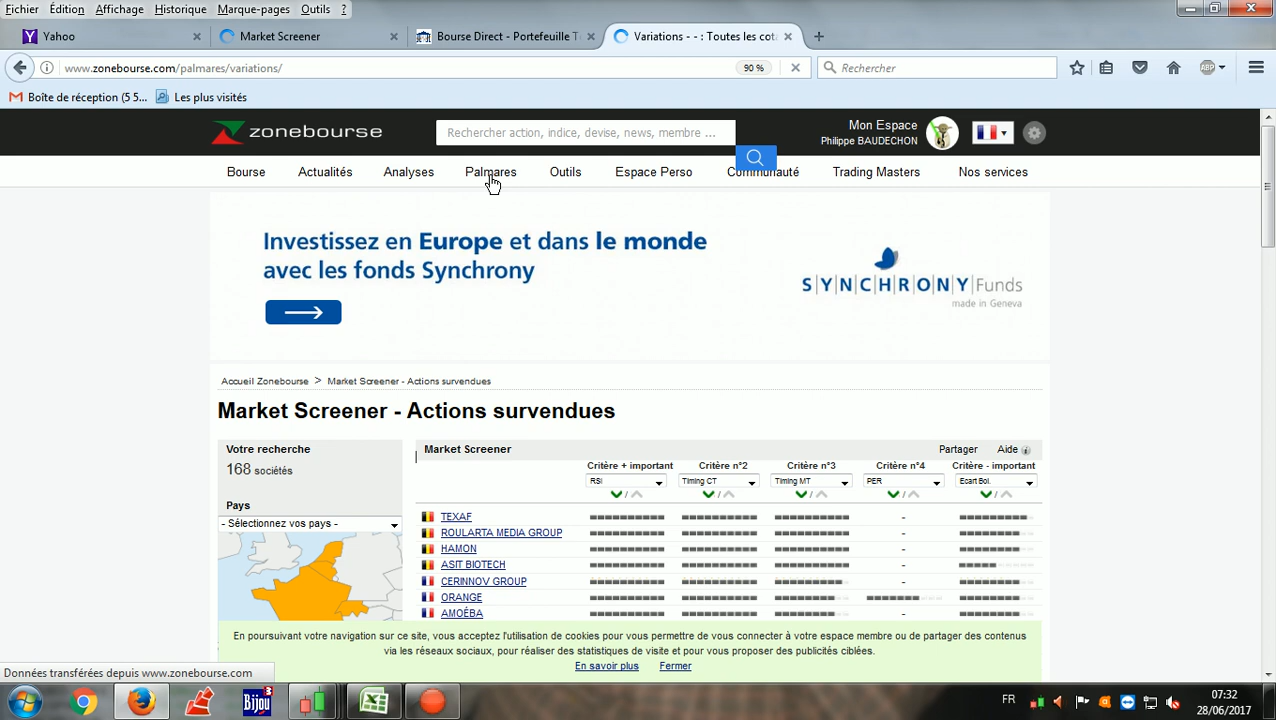 Fichier Édition Affichage Historique Marque-pages Outils ?
Yahoo × Market Screener × Bourse Direct - Portefeuille T × Variations - - : Toutes les cot × +
www.zonebourse.com/palmares/variations/ 90 % × Rechercher ABP
Boîte de réception (5 5... Les plus visités
zonebourse Rechercher action, indice, devise, news, membre ... Mon Espace
Philippe BAUDECHON
Bourse Actualités Analyses Palmares Outils Espace Perso Communauté Trading Masters Nos services
Investissez en Europe et dans le monde
avec les fonds Synchrony
SYNCHRONY Funds
made in Geneva
Accueil Zonebourse > Market Screener - Actions survendues
Market Screener - Actions survendues
Votre recherche
168 sociétés
Pays
- Sélectionnez vos pays -
Market Screener Partager Aide i
Critère + important Critère n°2 Critère n°3 Critère n°4 Critère - important
RSI Timing CT Timing MT PER Ecart Bol.
/ / / / /
TEXAF -
ROULARTA MEDIA GROUP -
HAMON -
ASIT BIOTECH -
CERINNOV GROUP -
ORANGE
AMOÉBA -
En poursuivant votre navigation sur ce site, vous acceptez l'utilisation de cookies pour vous permettre de vous connecter à votre espace membre ou de partager des contenus
via les réseaux sociaux, pour réaliser des statistiques de visite et pour vous proposer des publicités ciblées.
En savoir plus Fermer
Données transférées depuis www.zonebourse.com
Bijou 3 FR 07:32
28/06/2017